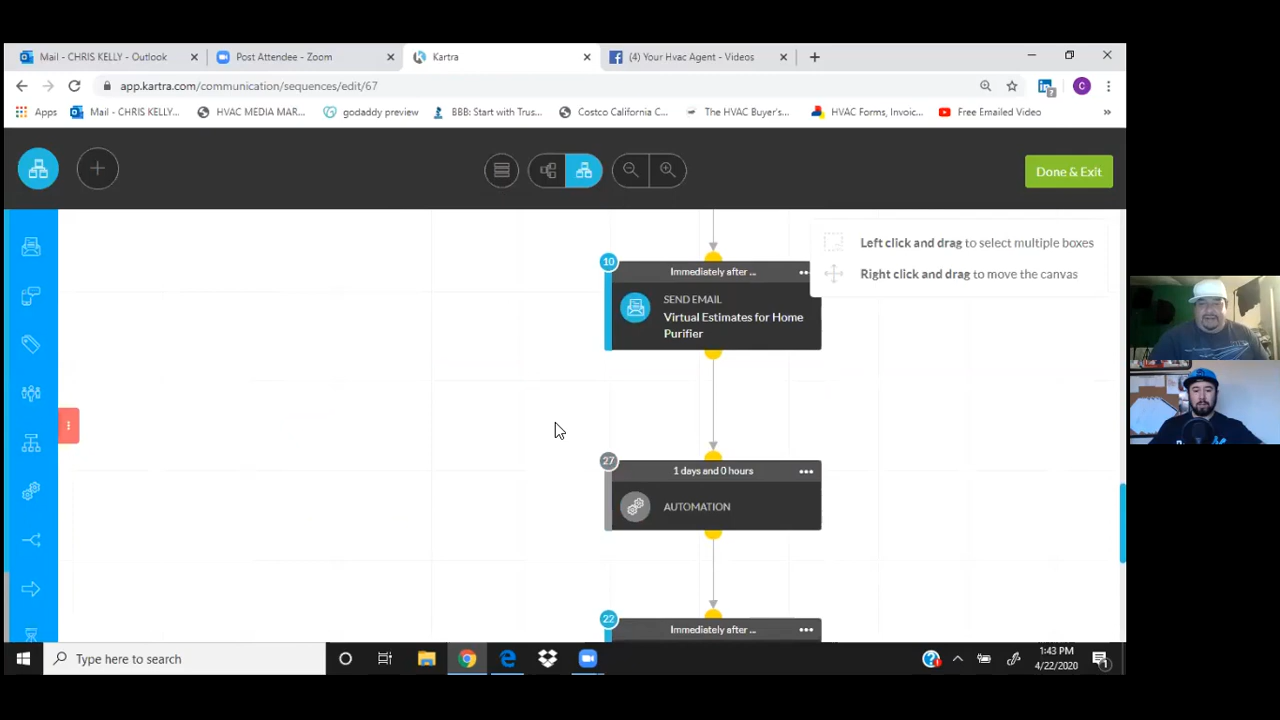 Mail - CHRIS KELLY - Outlook
Post Attendee - Zoom
Kartra
(4) Your Hvac Agent - Videos
app.kartra.com/communication/sequences/edit/67
Apps
Mail - CHRIS KELLY...
HVAC MEDIA MAR...
godaddy preview
BBB: Start with Trus...
Costco California C...
The HVAC Buyer's...
HVAC Forms, Invoic...
Free Emailed Video
»
Done & Exit
Left click and drag to select multiple boxes
Right click and drag to move the canvas
10
Immediately after ...
SEND EMAIL
Virtual Estimates for Home
Purifier
27
1 days and 0 hours
AUTOMATION
22
Immediately after ...
Type here to search
1:43 PM
4/22/2020